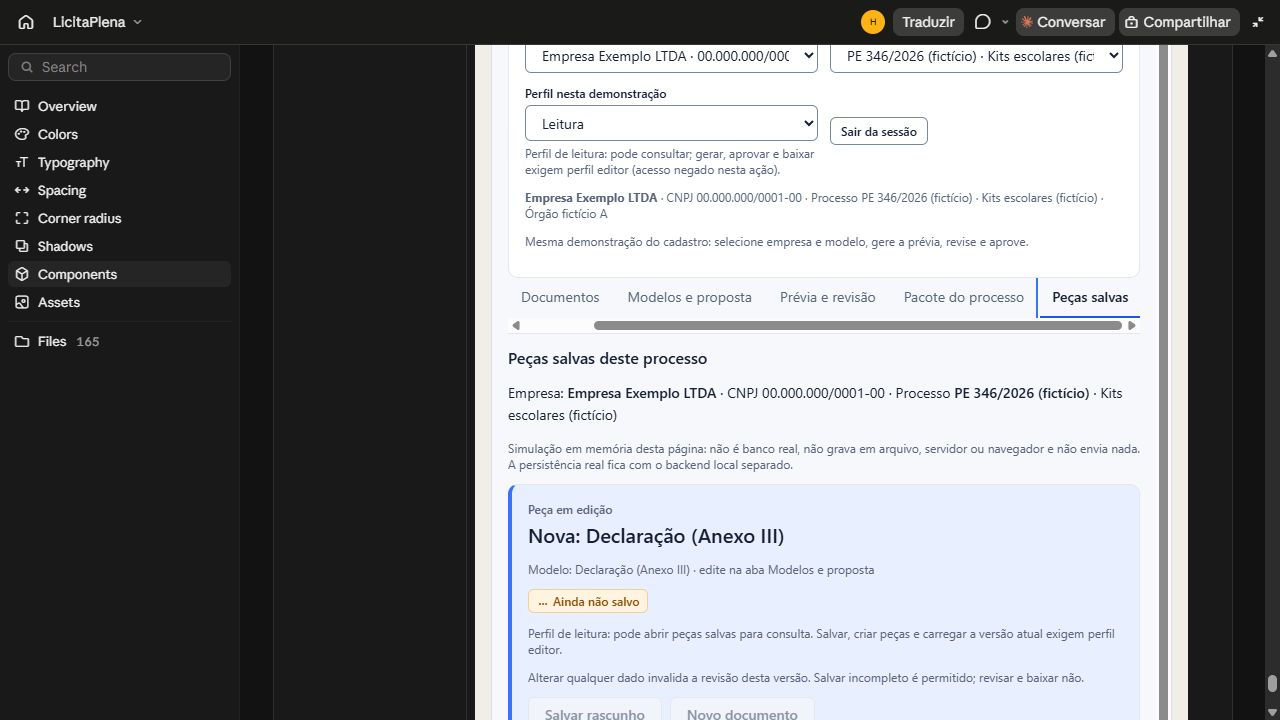 LicitaPlena
H
Traduzir
Conversar
Compartilhar
Search
Overview
Colors
Typography
Spacing
Corner radius
Shadows
Components
Assets
Files 165
Empresa Exemplo LTDA · 00.000.000/000
PE 346/2026 (fictício) · Kits escolares (fict
Perfil nesta demonstração
Leitura
Sair da sessão
Perfil de leitura: pode consultar; gerar, aprovar e baixar
exigem perfil editor (acesso negado nesta ação).
Empresa Exemplo LTDA · CNPJ 00.000.000/0001-00 · Processo PE 346/2026 (fictício) · Kits escolares (fictício) ·
Órgão fictício A
Mesma demonstração do cadastro: selecione empresa e modelo, gere a prévia, revise e aprove.
Documentos
Modelos e proposta
Prévia e revisão
Pacote do processo
Peças salvas
Peças salvas deste processo
Empresa: Empresa Exemplo LTDA · CNPJ 00.000.000/0001-00 · Processo PE 346/2026 (fictício) · Kits
escolares (fictício)
Simulação em memória desta página: não é banco real, não grava em arquivo, servidor ou navegador e não envia nada.
A persistência real fica com o backend local separado.
Peça em edição
Nova: Declaração (Anexo III)
Modelo: Declaração (Anexo III) · edite na aba Modelos e proposta
... Ainda não salvo
Perfil de leitura: pode abrir peças salvas para consulta. Salvar, criar peças e carregar a versão atual exigem perfil
editor.
Alterar qualquer dado invalida a revisão desta versão. Salvar incompleto é permitido; revisar e baixar não.
Salvar rascunho
Novo documento